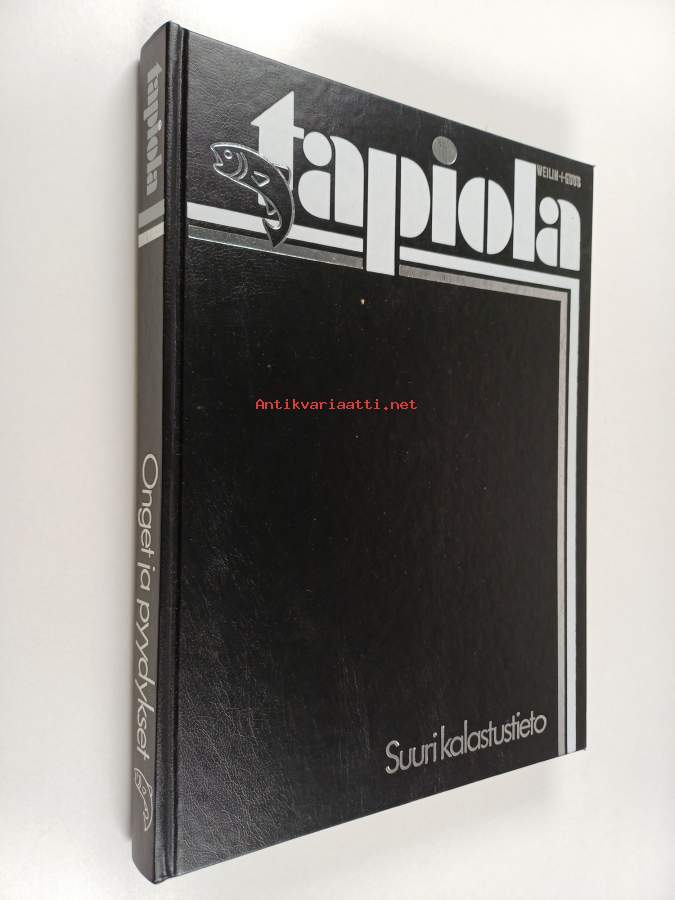 tapiola
WEILIN+GÖÖS
tapiola
Antikvariaatti.net
Onget ja pyydykset
Suuri kalastustieto